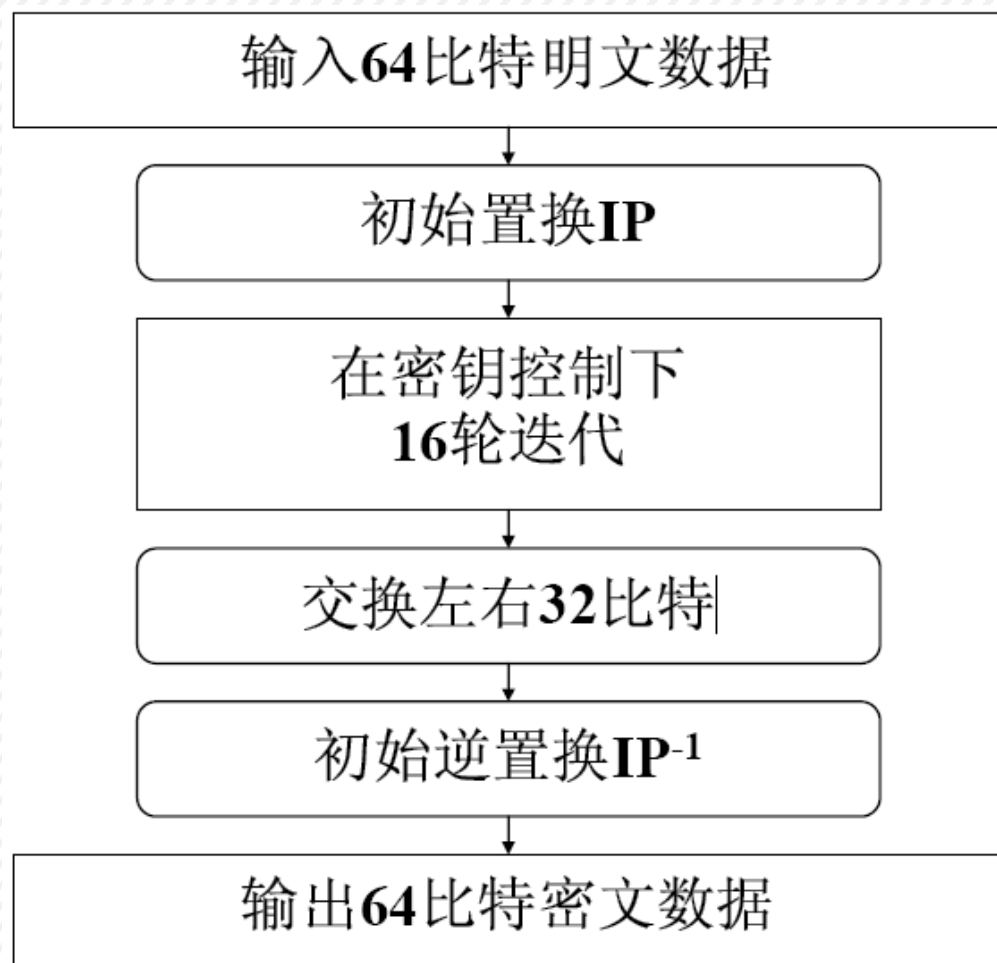 输入64比特明文数据
初始置换IP
在密钥控制下
16轮迭代
交换左右32比特
初始逆置换IP-1
输出64比特密文数据